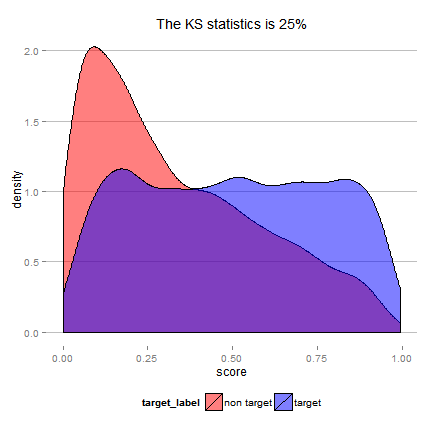 The KS statistics is 25%
2.0
1.5
1.0
0.5
0.0
density
0.00 0.25 0.50 0.75 1.00
score
target_label non target target